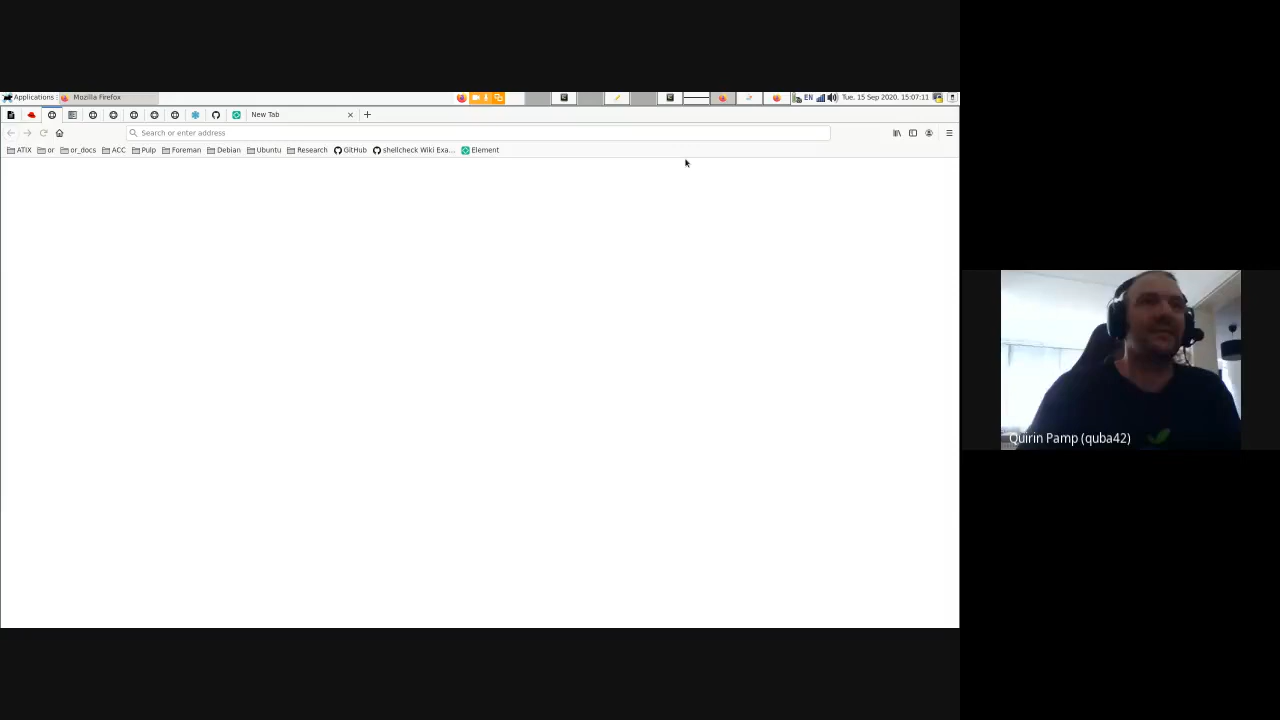 Applications Mozilla Firefox EN Tue, 15 Sep 2020, 15:07:11
New Tab
Search or enter address
ATIX or or_docs ACC Pulp Foreman Debian Ubuntu Research GitHub shellcheck Wiki Exa... Element
Quirin Pamp (quba42)